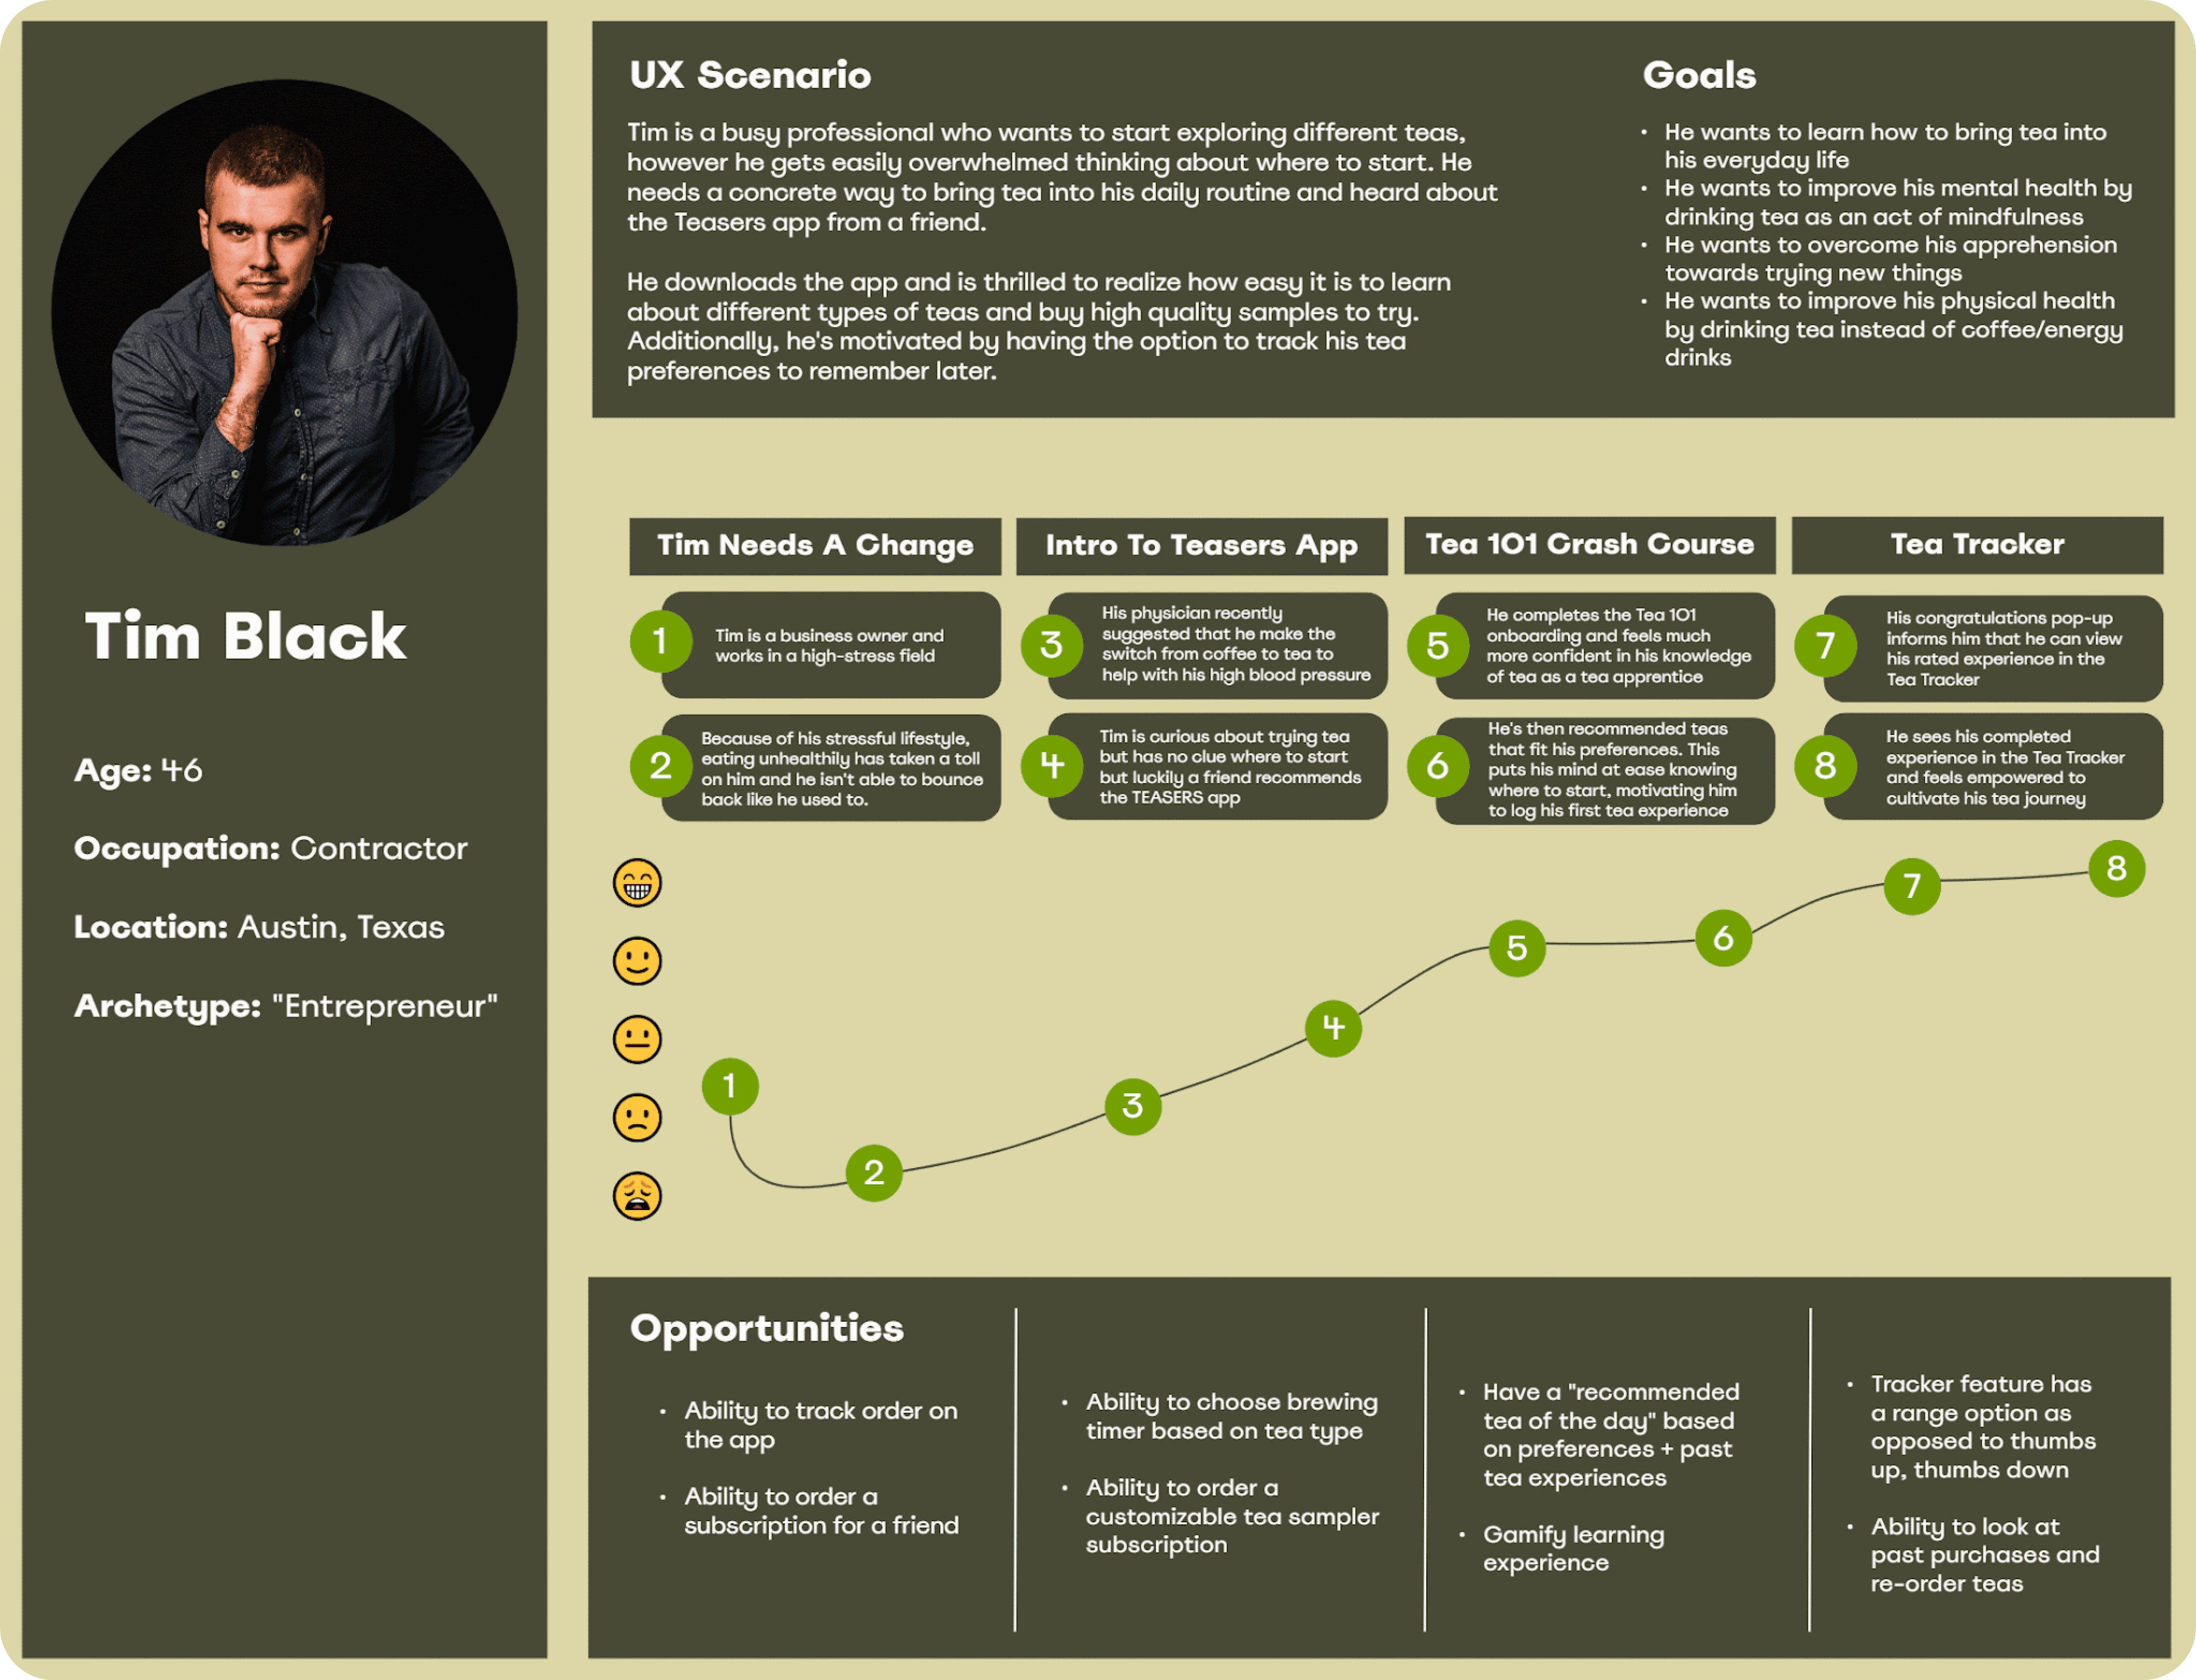 Tim Black
Age: 46
Occupation: Contractor
Location: Austin, Texas
Archetype: "Entrepreneur"
UX Scenario
Tim is a busy professional who wants to start exploring different teas,
however he gets easily overwhelmed thinking about where to start. He
needs a concrete way to bring tea into his daily routine and heard about
the Teasers app from a friend.
He downloads the app and is thrilled to realize how easy it is to learn
about different types of teas and buy high quality samples to try.
Additionally, he's motivated by having the option to track his tea
preferences to remember later.
Goals
• He wants to learn how to bring tea into
his everyday life
• He wants to improve his mental health by
drinking tea as an act of mindfulness
• He wants to overcome his apprehension
towards trying new things
• He wants to improve his physical health
by drinking tea instead of coffee/energy
drinks
Tim Needs A Change
1
Tim is a business owner and
works in a high-stress field
2
Because of his stressful lifestyle,
eating unhealthily has taken a toll
on him and he isn't able to bounce
back like he used to.
Intro To Teasers App
3
His physician recently
suggested that he make the
switch from coffee to tea to
help with his high blood pressure
4
Tim is curious about trying tea
but has no clue where to start
but luckily a friend recommends
the TEASERS app
Tea 101 Crash Course
5
He completes the Tea 101
onboarding and feels much
more confident in his knowledge
of tea as a tea apprentice
6
He's then recommended teas
that fit his preferences. This
puts his mind at ease knowing
where to start, motivating him
to log his first tea experience
Tea Tracker
7
His congratulations pop-up
informs him that he can view
his rated experience in the
Tea Tracker
8
He sees his completed
experience in the Tea Tracker
and feels empowered to
cultivate his tea journey
1
2
3
4
5
6
7
8
Opportunities
• Ability to track order on
the app
• Ability to order a
subscription for a friend
• Ability to choose brewing
timer based on tea type
• Ability to order a
customizable tea sampler
subscription
• Have a "recommended
tea of the day" based
on preferences + past
tea experiences
• Gamify learning
experience
• Tracker feature has
a range option as
opposed to thumbs
up, thumbs down
• Ability to look at
past purchases and
re-order teas